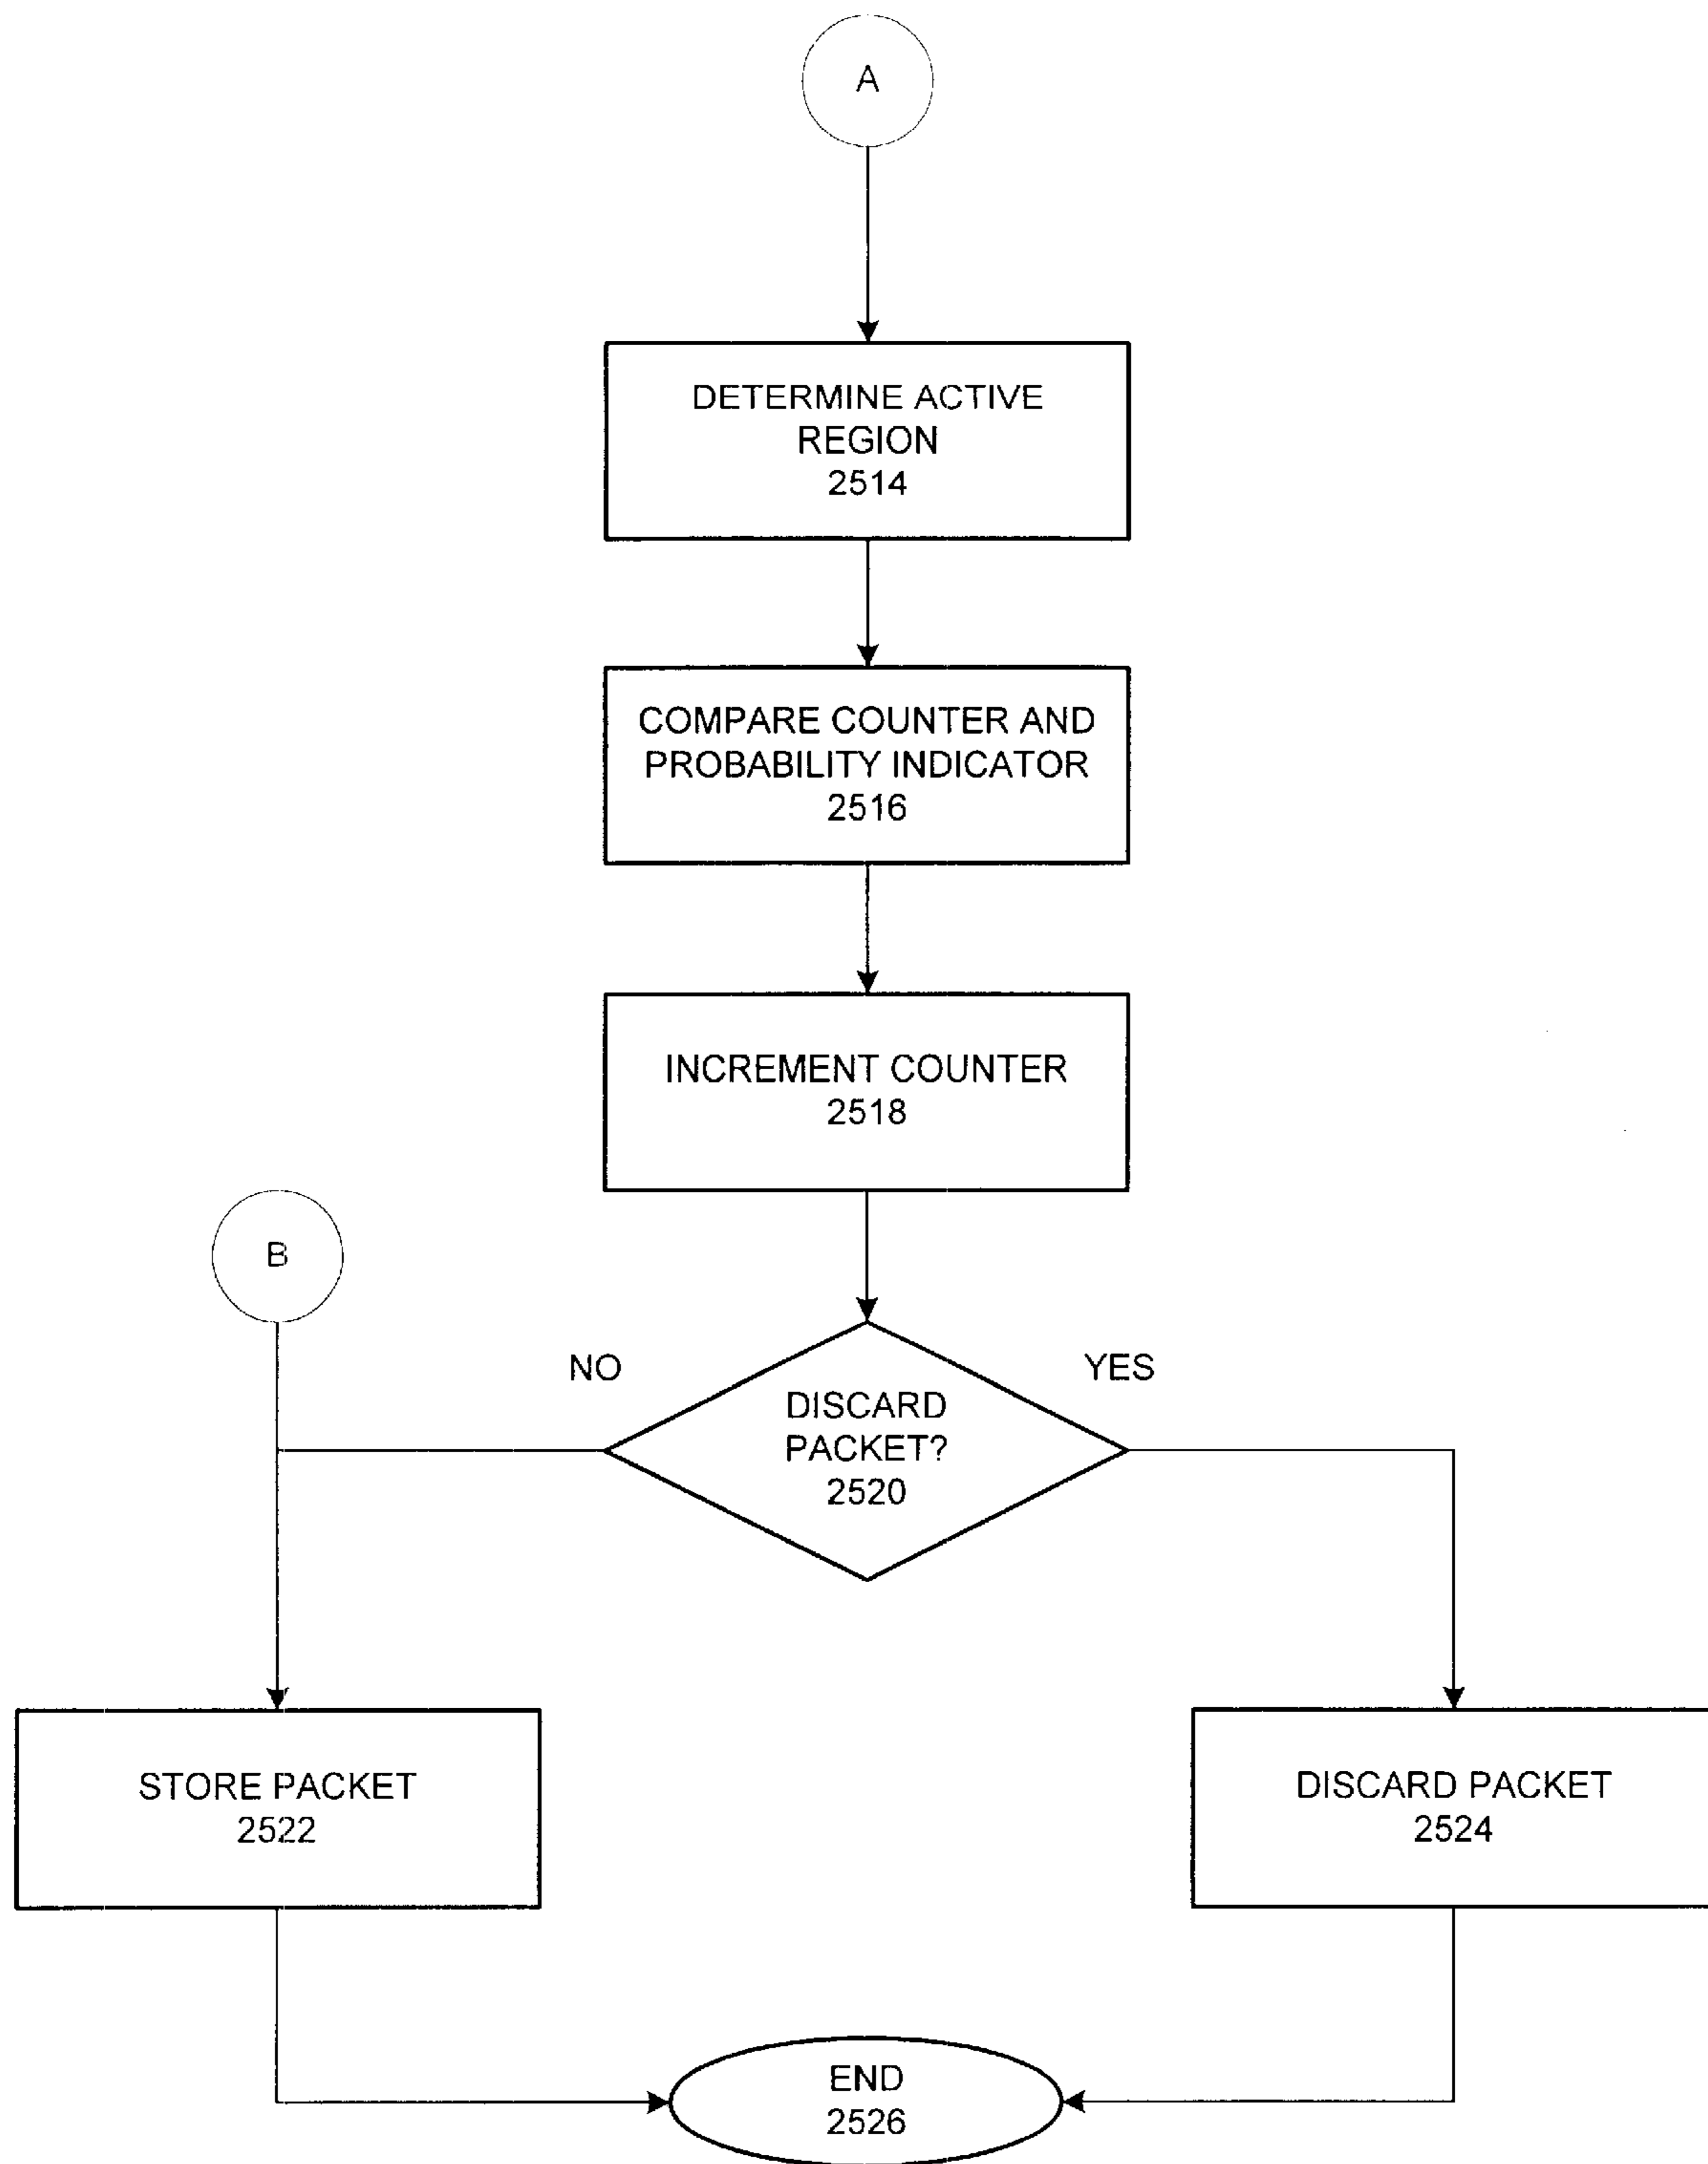 A
DETERMINE ACTIVE
REGION
2514
COMPARE COUNTER AND
PROBABILITY INDICATOR
2516
INCREMENT COUNTER
2518
B
NO
YES
DISCARD
PACKET?
2520
STORE PACKET
2522
DISCARD PACKET
2524
END
2526